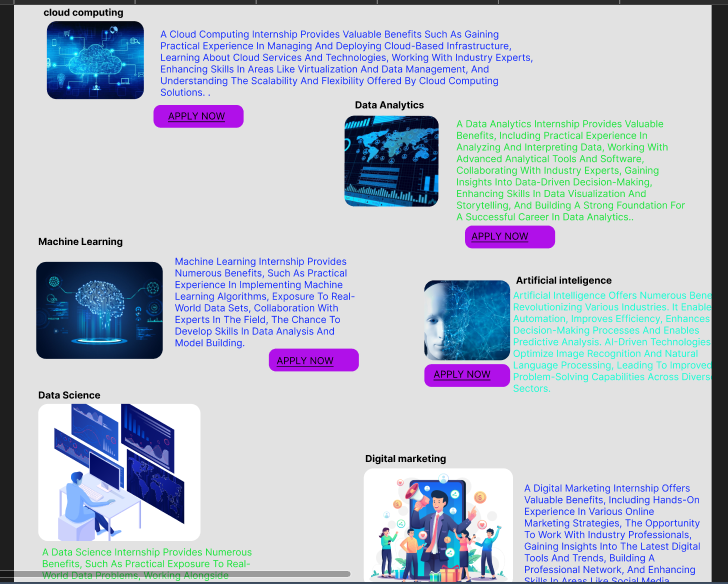 cloud computing
A Cloud Computing Internship Provides Valuable Benefits Such As Gaining
Practical Experience In Managing And Deploying Cloud-Based Infrastructure,
Learning About Cloud Services And Technologies, Working With Industry Experts,
Enhancing Skills In Areas Like Virtualization And Data Management, And
Understanding The Scalability And Flexibility Offered By Cloud Computing
Solutions. .
APPLY NOW
Data Analytics
A Data Analytics Internship Provides Valuable
Benefits, Including Practical Experience In
Analyzing And Interpreting Data, Working With
Advanced Analytical Tools And Software,
Collaborating With Industry Experts, Gaining
Insights Into Data-Driven Decision-Making,
Enhancing Skills In Data Visualization And
Storytelling, And Building A Strong Foundation For
A Successful Career In Data Analytics..
APPLY NOW
Machine Learning
Machine Learning Internship Provides
Numerous Benefits, Such As Practical
Experience In Implementing Machine
Learning Algorithms, Exposure To Real-
World Data Sets, Collaboration With
Experts In The Field, The Chance To
Develop Skills In Data Analysis And
Model Building.
APPLY NOW
Artificial inteligence
Artificial Intelligence Offers Numerous Bene
Revolutionizing Various Industries. It Enable
Automation, Improves Efficiency, Enhances
Decision-Making Processes And Enables
Predictive Analysis. AI-Driven Technologies
Optimize Image Recognition And Natural
Language Processing, Leading To Improved
Problem-Solving Capabilities Across Divers
Sectors.
APPLY NOW
Data Science
A Data Science Internship Provides Numerous
Benefits, Such As Practical Exposure To Real-
World Data Problems, Working Alongside
Digital marketing
A Digital Marketing Internship Offers
Valuable Benefits, Including Hands-On
Experience In Various Online
Marketing Strategies, The Opportunity
To Work With Industry Professionals,
Gaining Insights Into The Latest Digital
Tools And Trends, Building A
Professional Network, And Enhancing
Skills In Areas Like Social Media